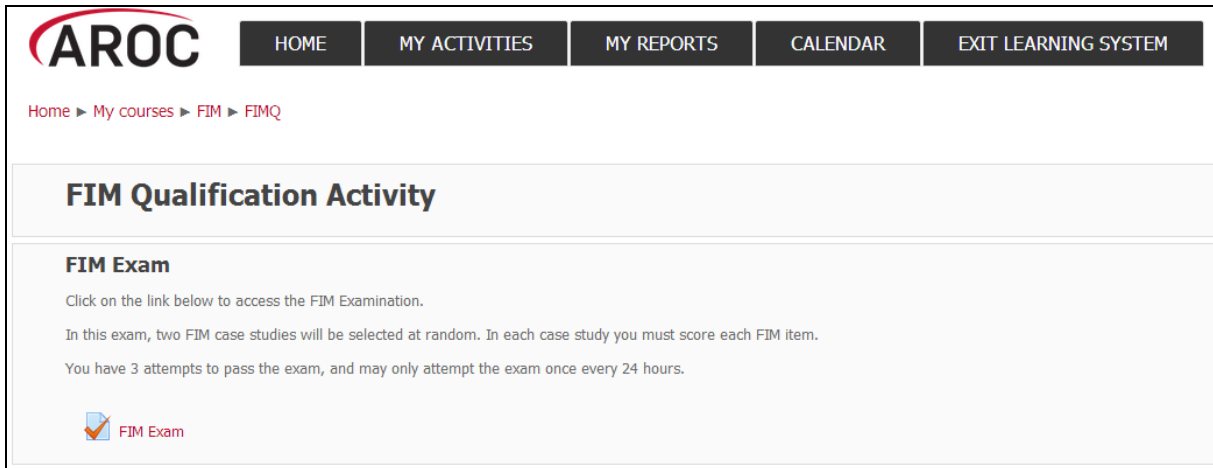 AROC
HOME MY ACTIVITIES MY REPORTS CALENDAR EXIT LEARNING SYSTEM
Home ► My courses ► FIM ► FIMQ
FIM Qualification Activity
FIM Exam
Click on the link below to access the FIM Examination.
In this exam, two FIM case studies will be selected at random. In each case study you must score each FIM item.
You have 3 attempts to pass the exam, and may only attempt the exam once every 24 hours.
FIM Exam